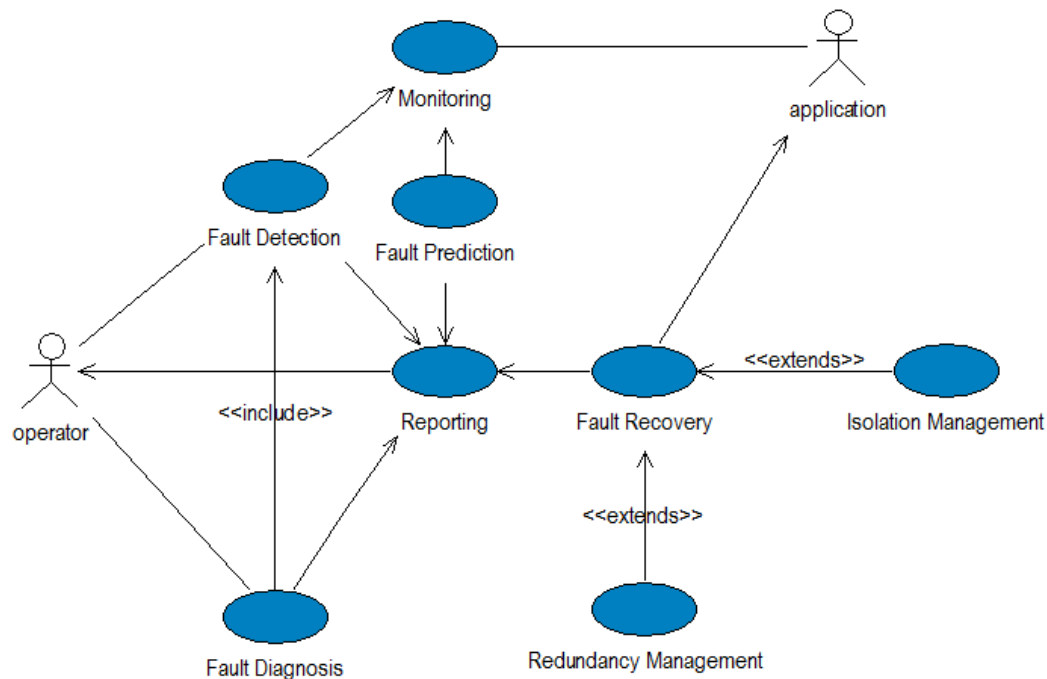 Monitoring
application
Fault Detection
Fault Prediction
operator
<<include>>
Reporting
Fault Recovery
<<extends>>
Isolation Management
<<extends>>
Fault Diagnosis
Redundancy Management